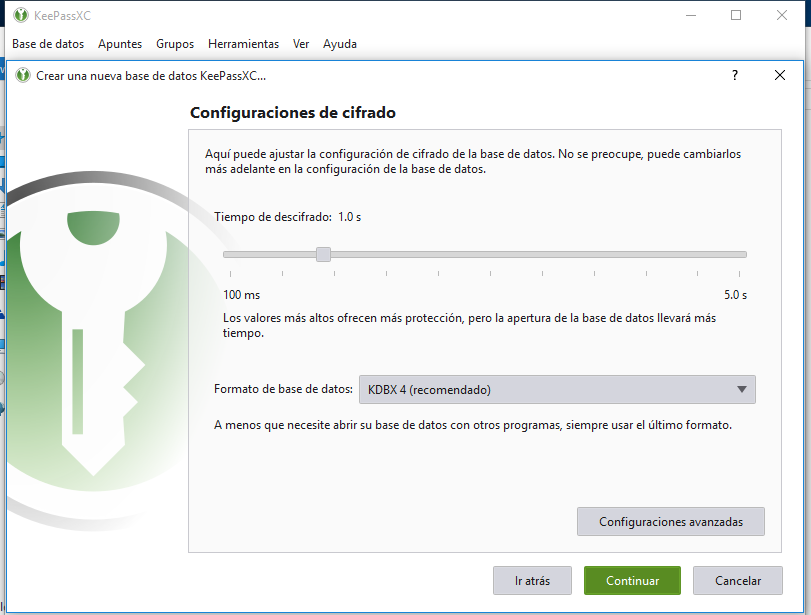 KeePassXC
Base de datos Apuntes Grupos Herramientas Ver Ayuda
Crear una nueva base de datos KeePassXC...
?
Configuraciones de cifrado
Aquí puede ajustar la configuración de cifrado de la base de datos. No se preocupe, puede cambiarlos
más adelante en la configuración de la base de datos.
Tiempo de descifrado: 1.0 s
100 ms 5.0 s
Los valores más altos ofrecen más protección, pero la apertura de la base de datos llevará más
tiempo.
Formato de base de datos: KDBX 4 (recomendado)
A menos que necesite abrir su base de datos con otros programas, siempre usar el último formato.
Configuraciones avanzadas
Ir atrás Continuar Cancelar